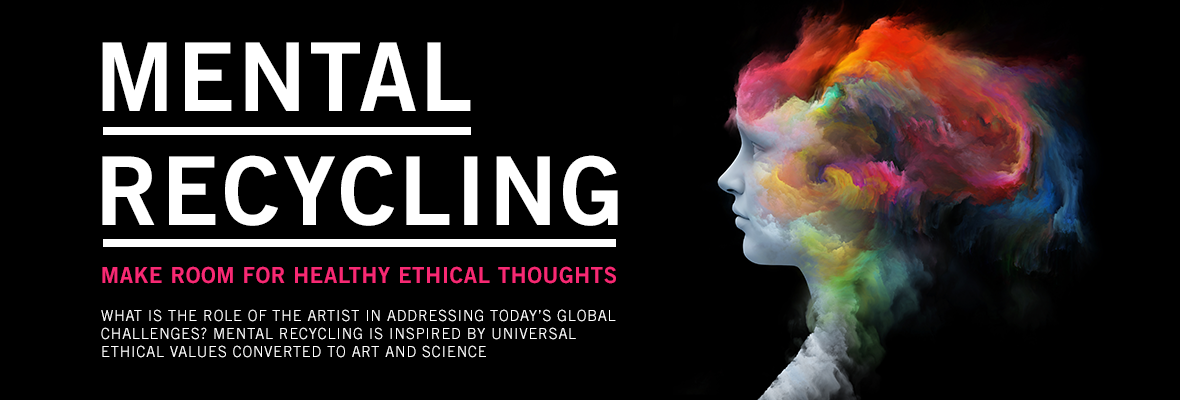 MENTAL
RECYCLING
MAKE ROOM FOR HEALTHY ETHICAL THOUGHTS
WHAT IS THE ROLE OF THE ARTIST IN ADDRESSING TODAY'S GLOBAL
CHALLENGES? MENTAL RECYCLING IS INSPIRED BY UNIVERSAL
ETHICAL VALUES CONVERTED TO ART AND SCIENCE